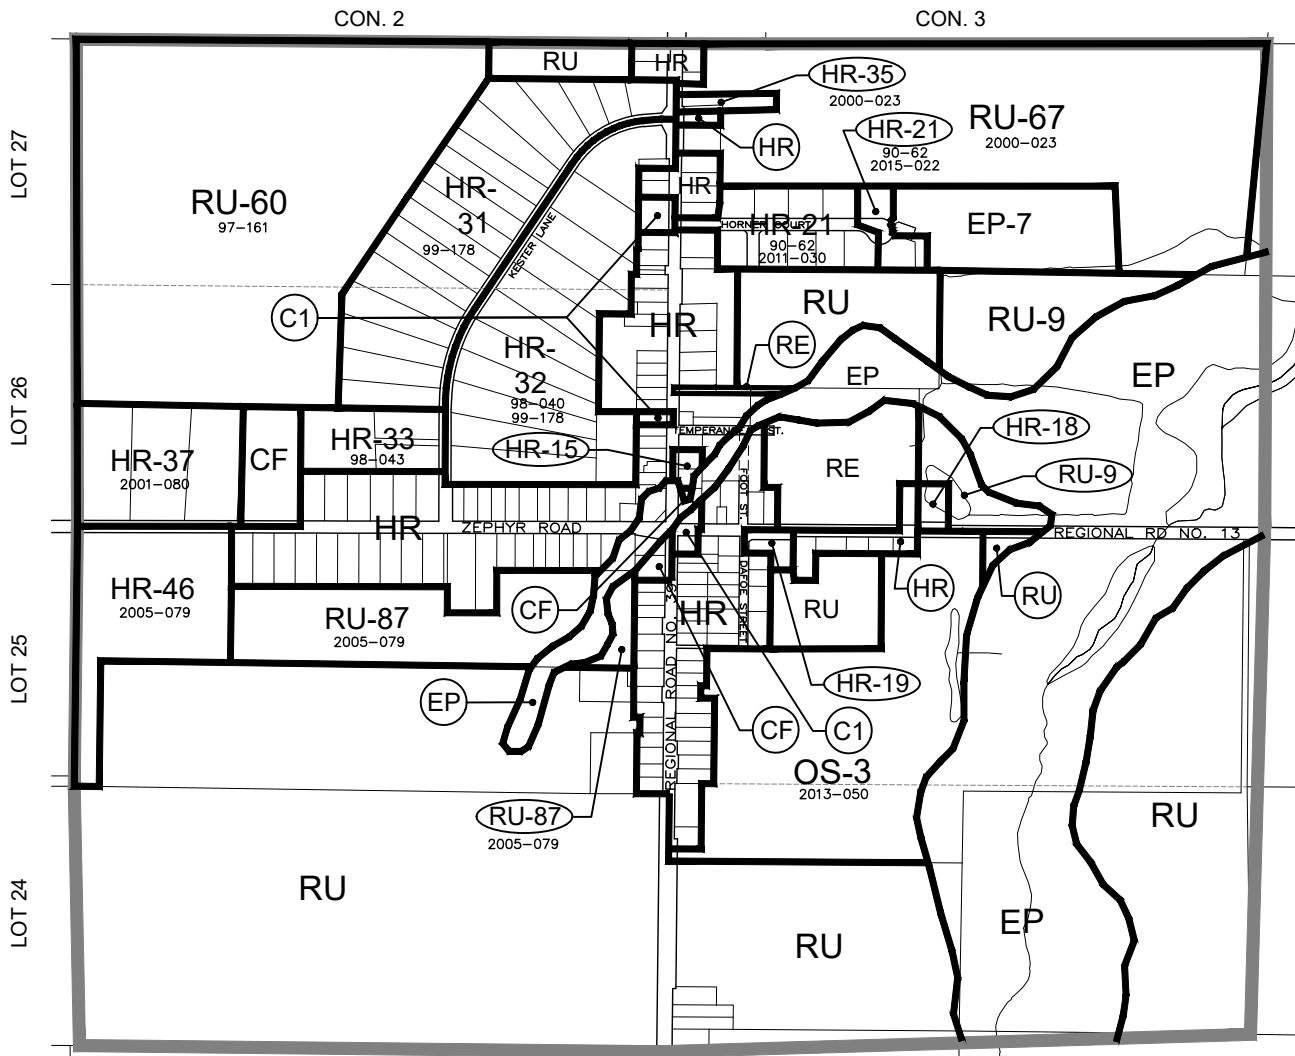 CON. 2
CON. 3
LOT 27
LOT 26
LOT 25
LOT 24
RU
HR
HR-35
2000-023
RU-67
2000-023
HR-21
90-62
2015-022
HR
HR
RU-60
97-161
HR-
31
99-178
KESTER LANE
HORNER COURT
HR-21
90-62
2011-030
EP-7
C1
HR
RU
RU-9
RE
EP
EP
HR-
32
98-040
99-178
HR-33
98-043
HR-37
2001-080
CF
HR-15
TEMPERANCE ST.
FOOT ST.
RE
HR-18
RU-9
HR
ZEPHYR ROAD
REGIONAL RD NO. 13
HR-46
2005-079
RU-87
2005-079
CF
HR
DAFOE STREET
RU
HR
RU
REGIONAL ROAD NO. 39
EP
HR-19
CF
C1
OS-3
2013-050
RU-87
2005-079
RU
RU
EP
RU